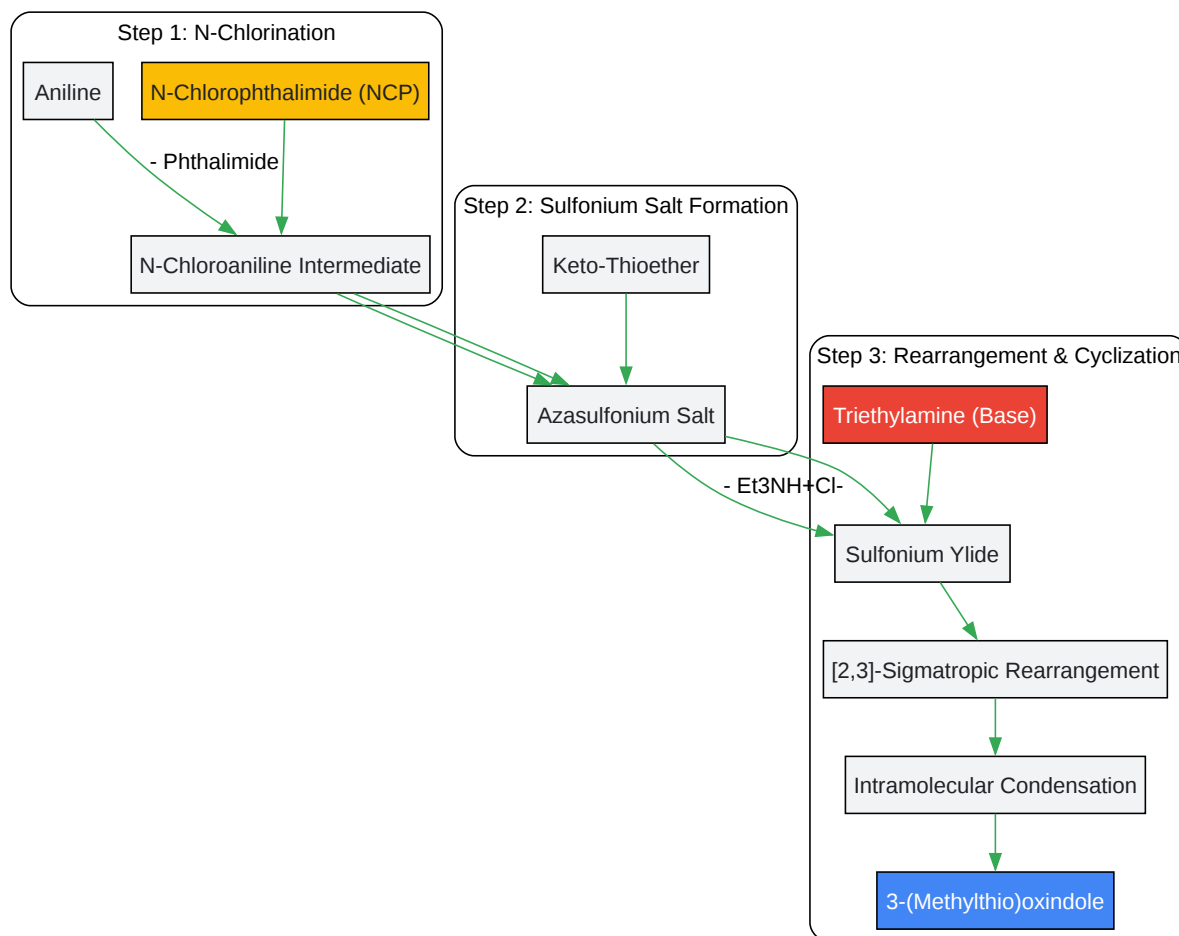 Step 1: N-Chlorination
Aniline
N-Chlorophthalimide (NCP)
- Phthalimide
N-Chloroaniline Intermediate
Step 2: Sulfonium Salt Formation
Keto-Thioether
Azasulfonium Salt
Step 3: Rearrangement & Cyclization
Triethylamine (Base)
- Et3NH+Cl-
Sulfonium Ylide
[2,3]-Sigmatropic Rearrangement
Intramolecular Condensation
3-(Methylthio)oxindole